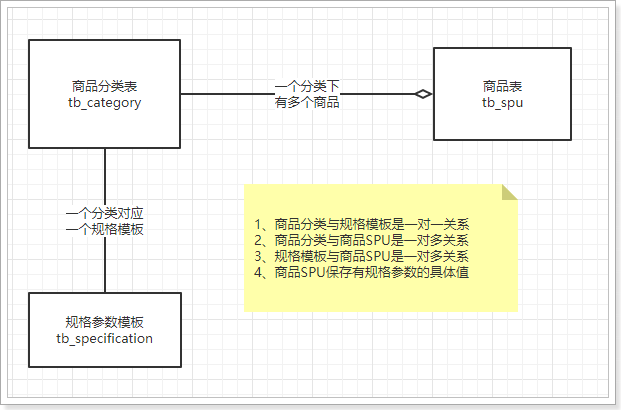 商品分类表
tb_category
一个分类下
有多个商品
商品表
tb_spu
一个分类对应
一个规格模板
1、商品分类与规格模板是一对一关系
2、商品分类与商品SPU是一对多关系
3、规格模板与商品SPU是一对多关系
4、商品SPU保存有规格参数的具体值
规格参数模板
tb_specification